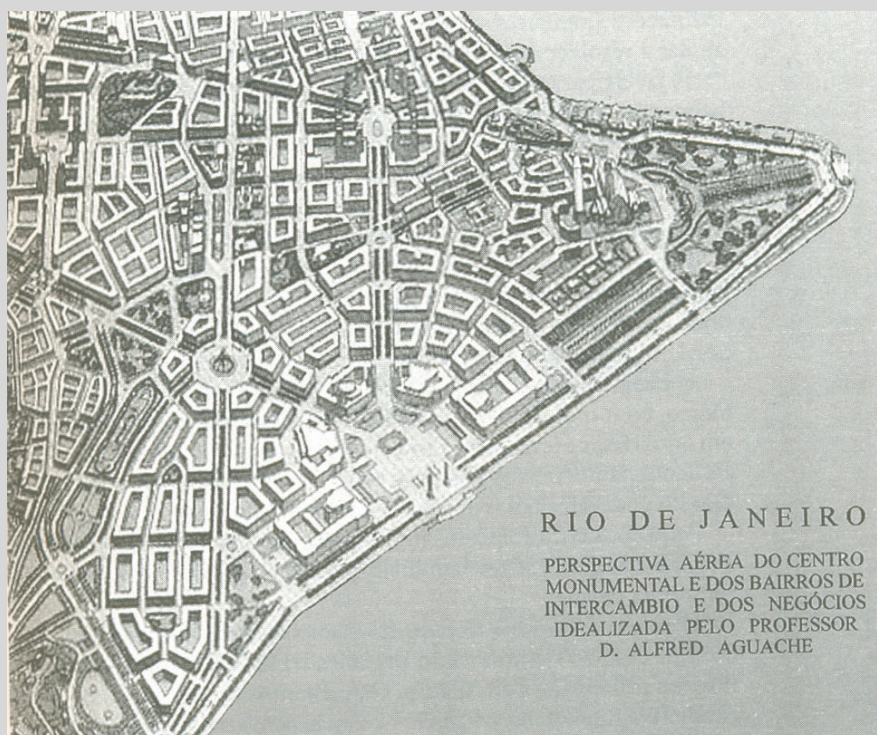 RIO DE JANEIRO
PERSPECTIVA AÉREA DO CENTRO
MONUMENTAL E DOS BAIRROS DE
INTERCAMBIO E DOS NEGÓCIOS
IDEALIZADA PELO PROFESSOR
D. ALFRED AGUACHE